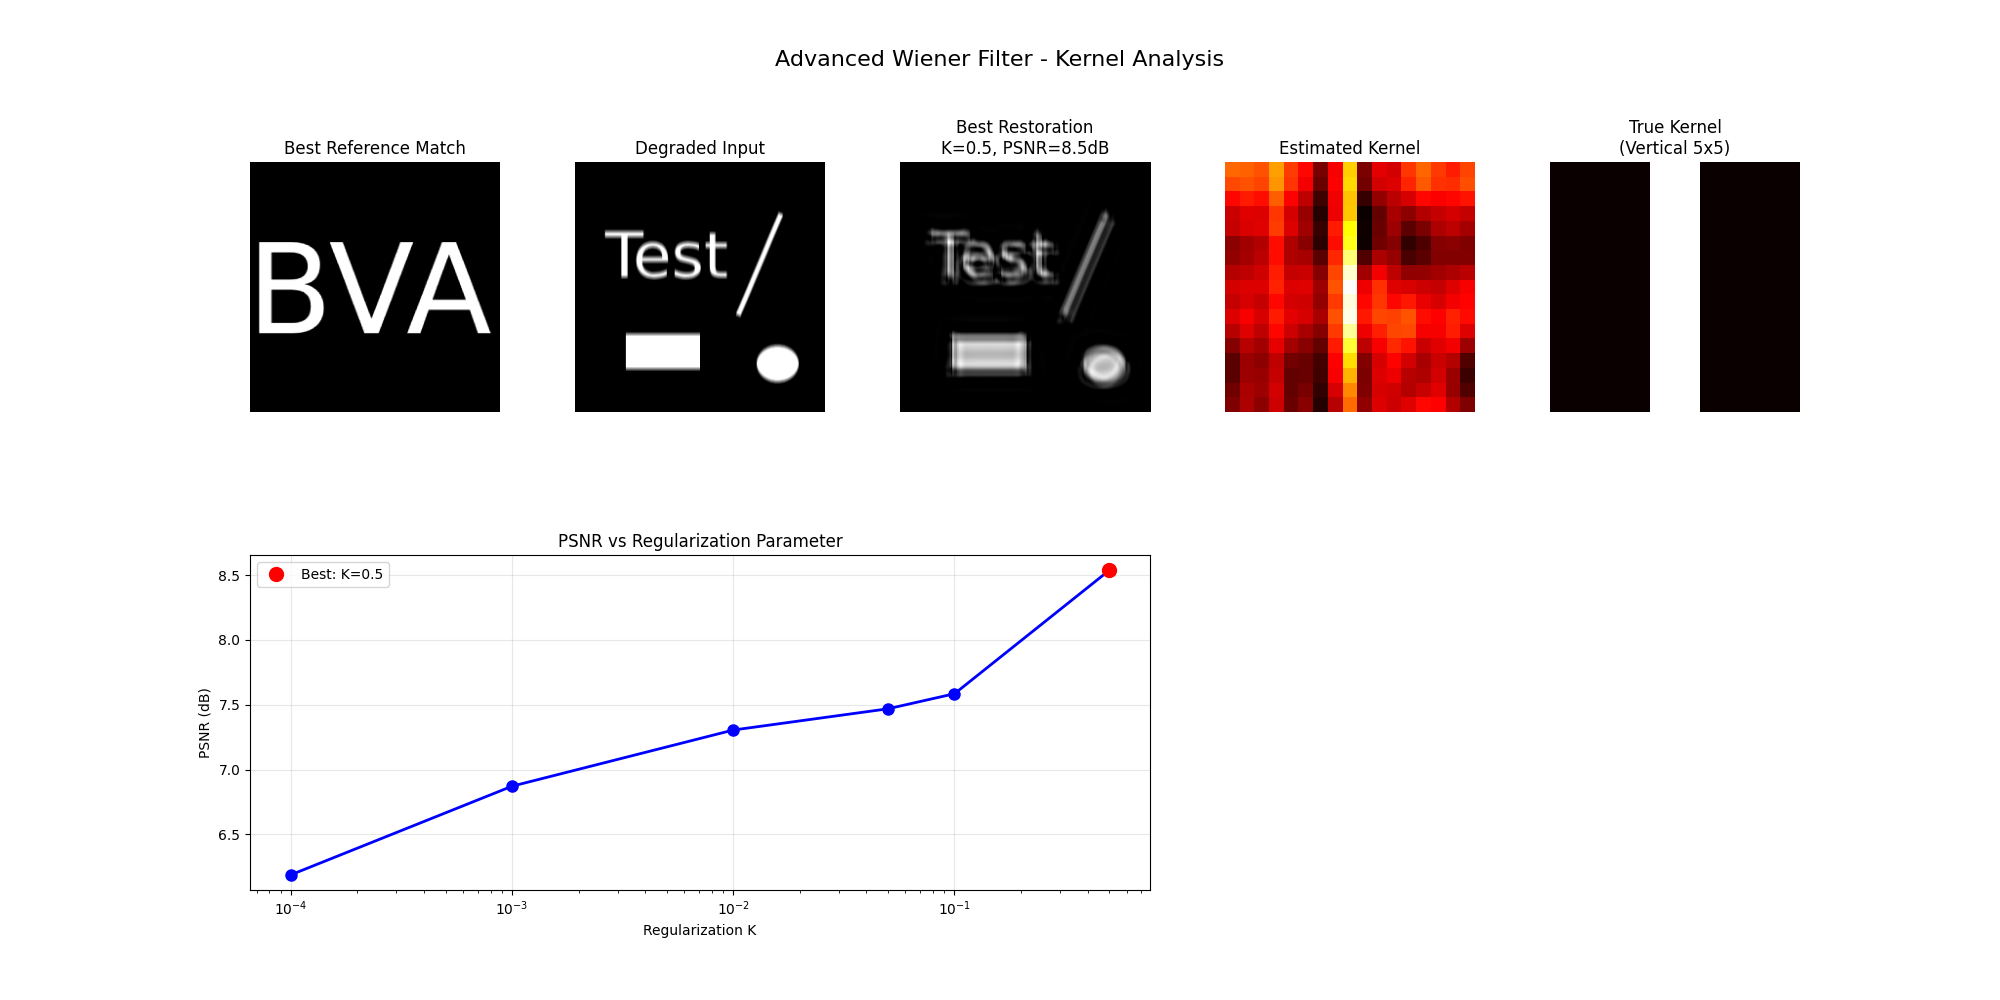 Advanced Wiener Filter - Kernel Analysis
Best Reference Match
Degraded Input
Best Restoration
K=0.5, PSNR=8.5dB
Estimated Kernel
True Kernel
(Vertical 5x5)
BVA
Test
Test
PSNR vs Regularization Parameter
Best: K=0.5
PSNR (dB)
8.5
8.0
7.5
7.0
6.5
10⁻⁴
10⁻³
10⁻²
10⁻¹
Regularization K